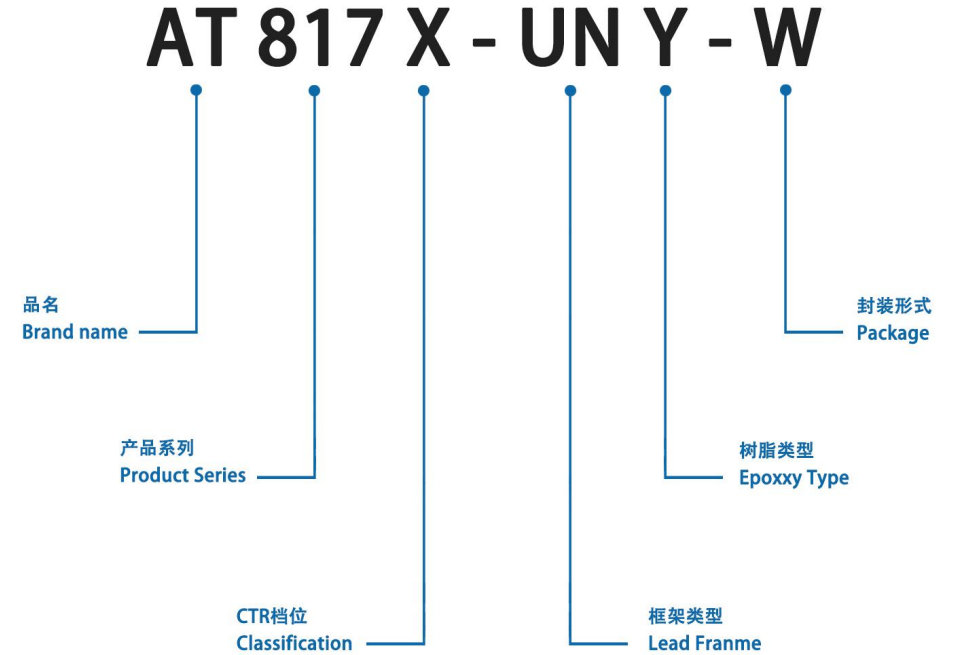 AT 817 X - UN Y - W
品名
Brand name
封装形式
Package
产品系列
Product Series
树脂类型
Epoxxy Type
CTR档位
Classification
框架类型
Lead Franme